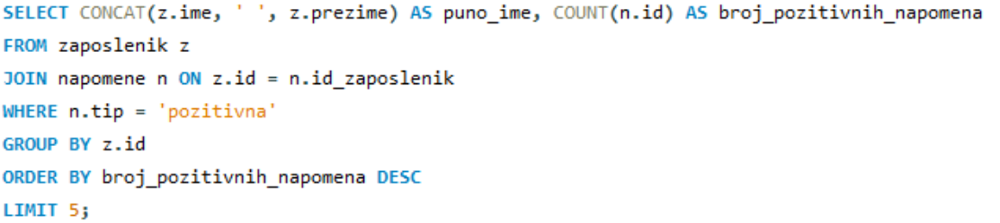 SELECT CONCAT(z.ime, ' ', z.prezime) AS puno_ime, COUNT(n.id) AS broj_pozitivnih_napomena
FROM zaposlenik z
JOIN napomene n ON z.id = n.id_zaposlenik
WHERE n.tip = 'pozitivna'
GROUP BY z.id
ORDER BY broj_pozitivnih_napomena DESC
LIMIT 5;